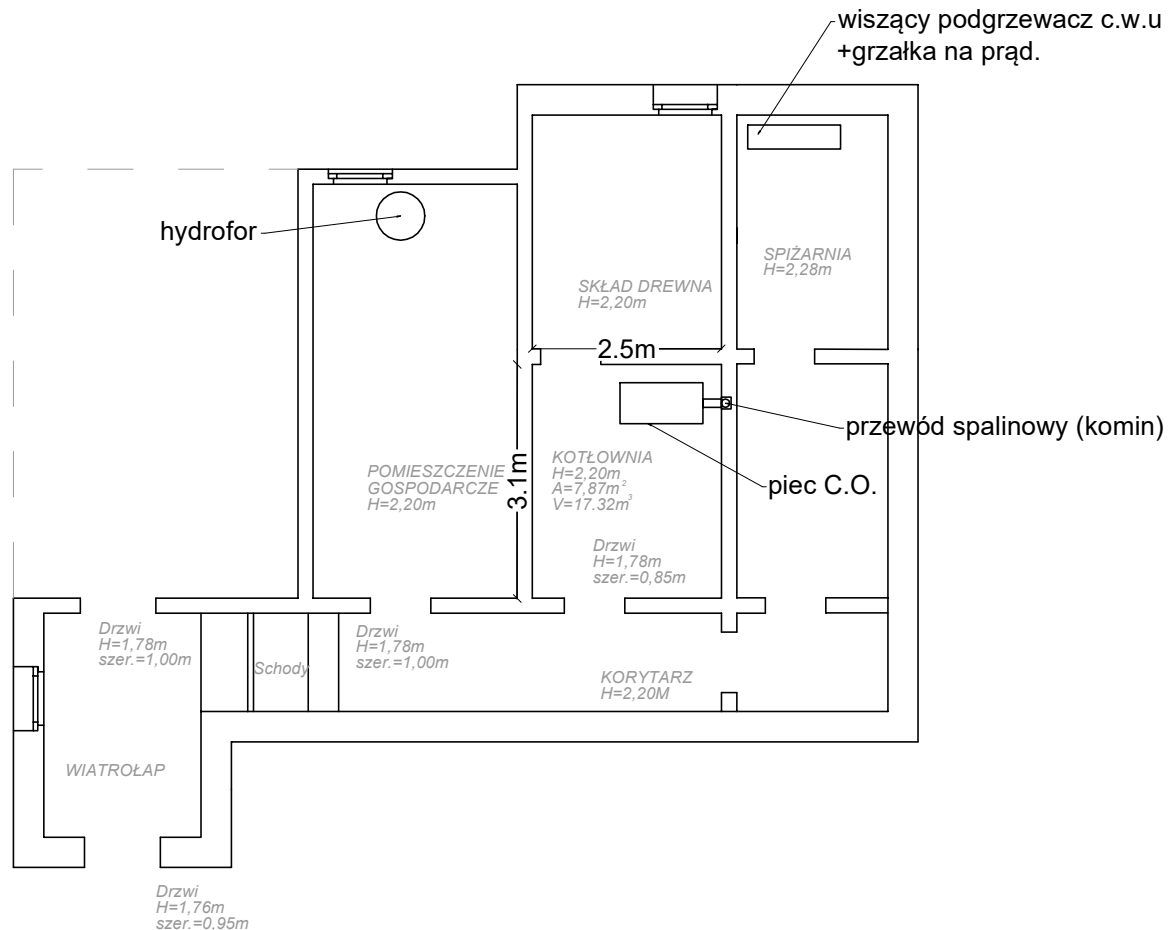 wiszący podgrzewacz c.w.u
+grzałka na prąd.
hydrofor
SPIŻARNIA
H=2,28m
SKŁAD DREWNA
H=2,20m
2.5m
przewód spalinowy (komin)
KOTŁOWNIA
H=2,20m
A=7,87m²
V=17.32m³
piec C.O.
POMIESZCZENIE
GOSPODARCZE
H=2,20m
3.1m
Drzwi
H=1,78m
szer.=0,85m
Drzwi
H=1,78m
szer.=1,00m
Schody
Drzwi
H=1,78m
szer.=1,00m
KORYTARZ
H=2,20M
WIATROŁAP
Drzwi
H=1,76m
szer.=0,95m